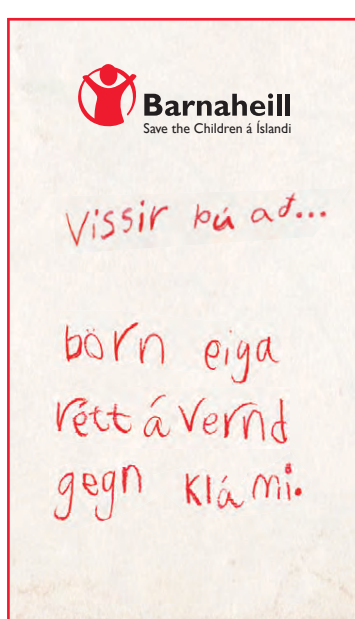 Barnaheill
Save the Children á Íslandi
Vissir þú að...
börn eiga
rétt á vernd
gegn klámi.